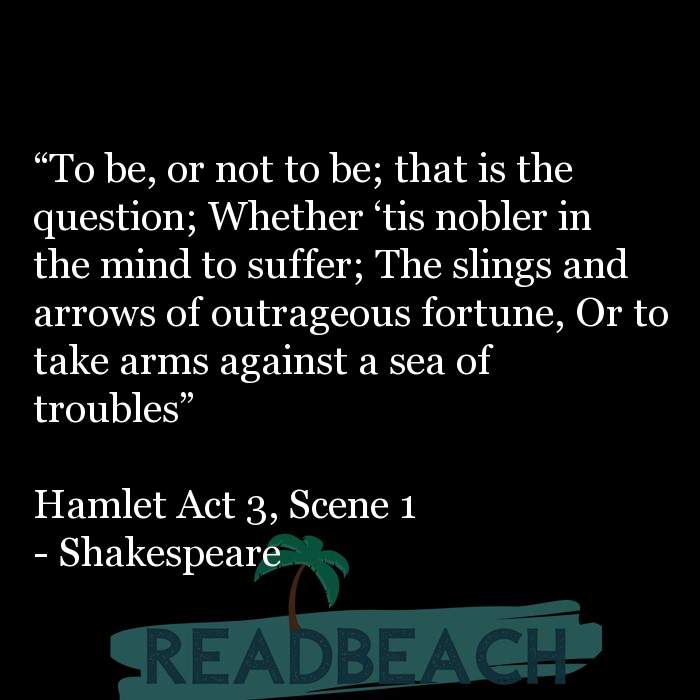 “To be, or not to be; that is the
question; Whether ‘tis nobler in
the mind to suffer; The slings and
arrows of outrageous fortune, Or to
take arms against a sea of
troubles”
Hamlet Act 3, Scene 1
- Shakespeare
READBEACH